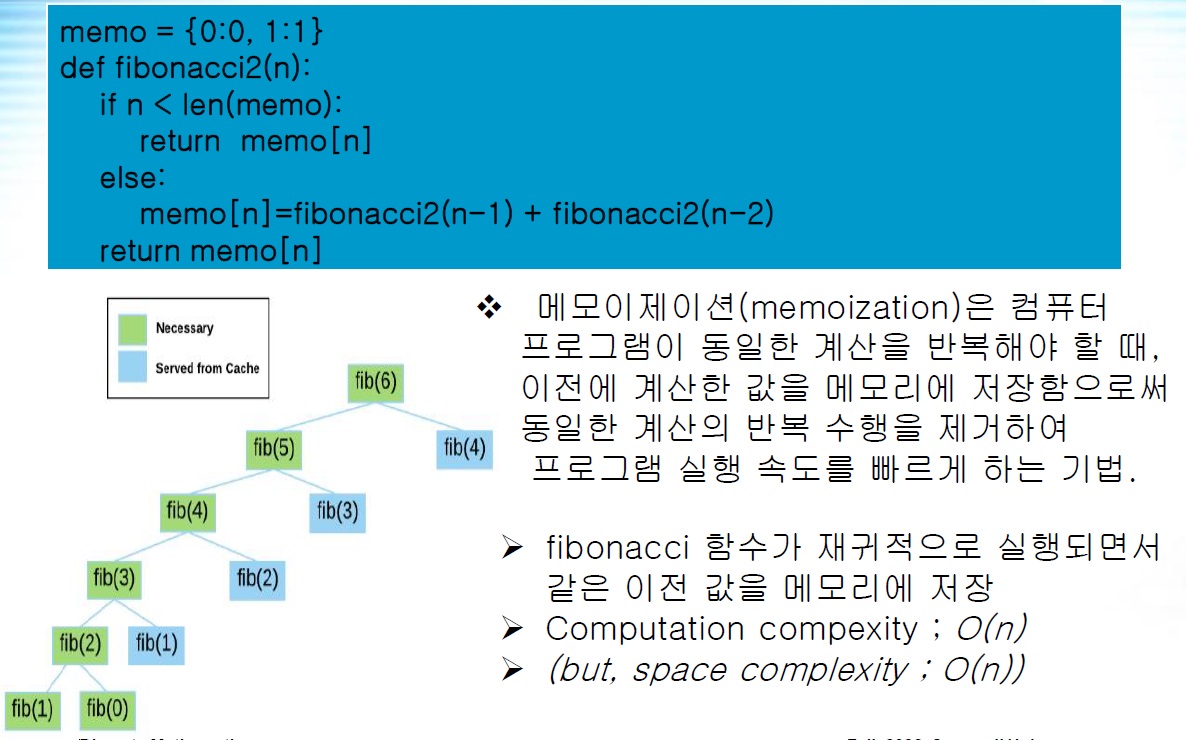 memo = {0:0, 1:1}
def fibonacci2(n):
if n < len(memo):
return memo[n]
else:
memo[n]=fibonacci2(n-1) + fibonacci2(n-2)
return memo[n]
Necessary
Served from Cache
fib(6)
fib(5)
fib(4)
fib(4)
fib(3)
fib(3)
fib(2)
fib(2)
fib(1)
fib(1)
fib(0)
❖ 메모이제이션(memoization)은 컴퓨터
프로그램이 동일한 계산을 반복해야 할 때,
이전에 계산한 값을 메모리에 저장함으로써
동일한 계산의 반복 수행을 제거하여
프로그램 실행 속도를 빠르게 하는 기법.
➢ fibonacci 함수가 재귀적으로 실행되면서
같은 이전 값을 메모리에 저장
➢ Computation compexity ; O(n)
➢ (but, space complexity ; O(n))